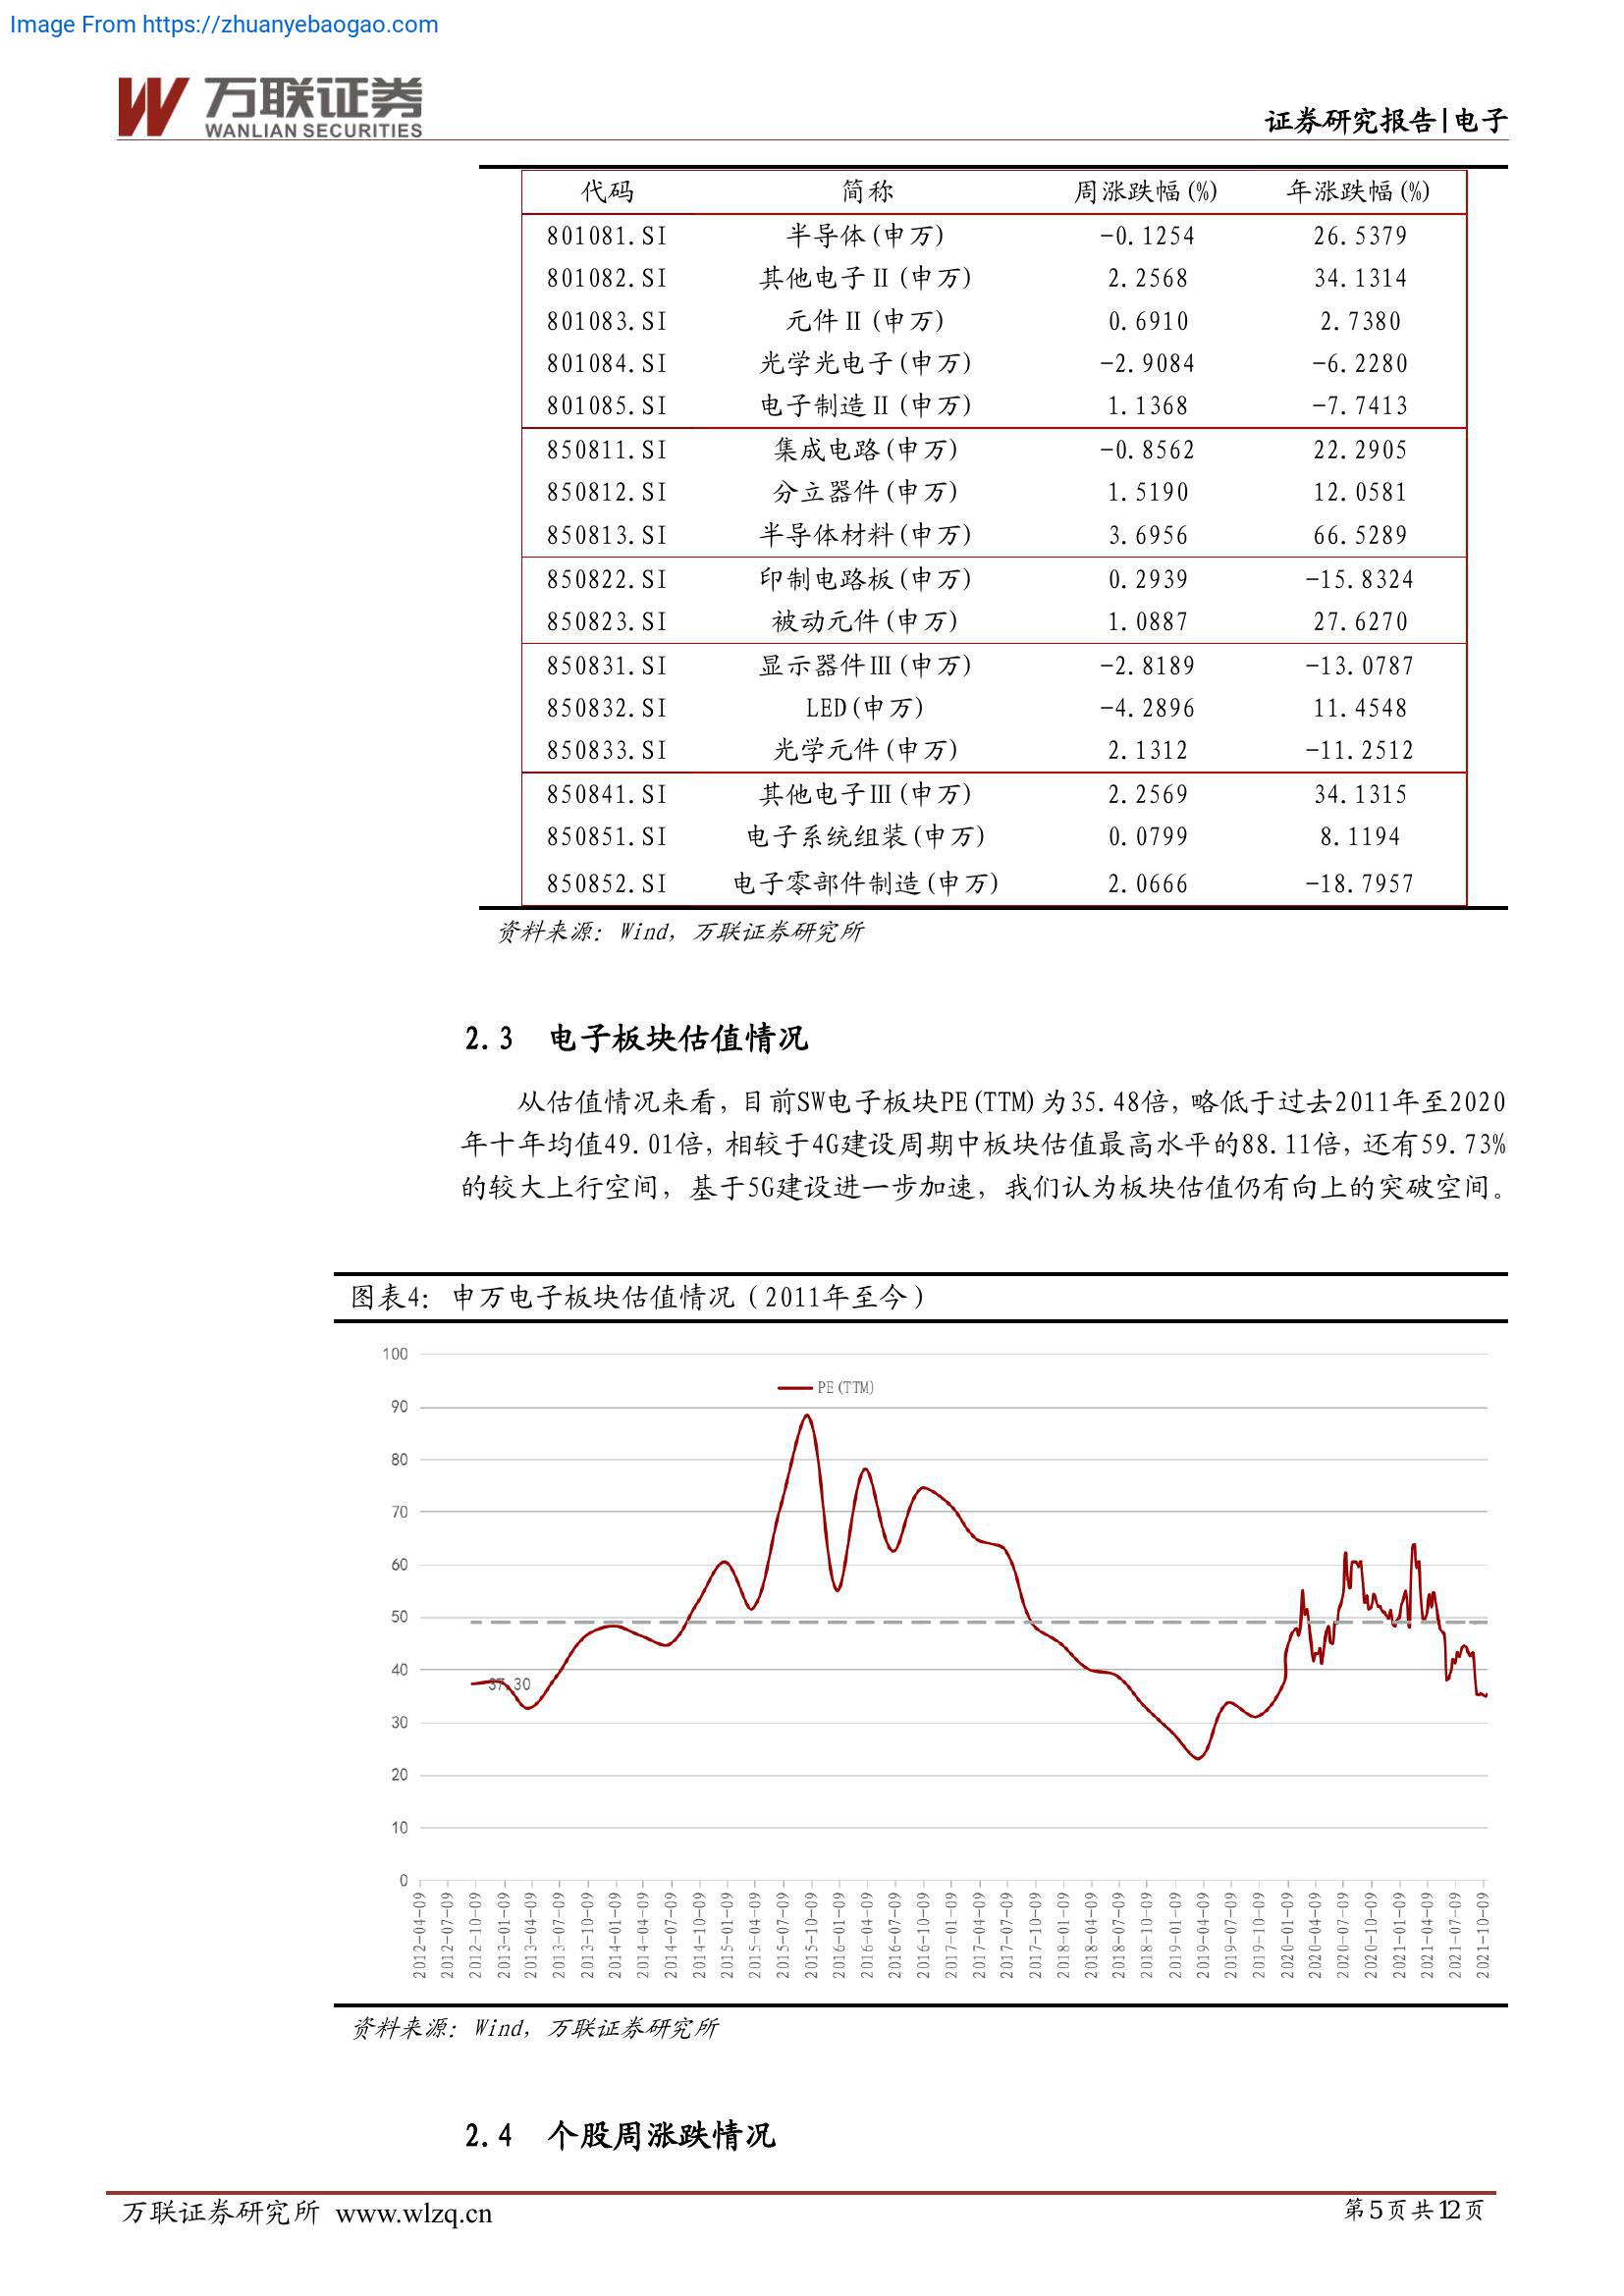 Image From https://zhuanyebaogao.com
万联证券
WANLIAN SECURITIES
证券研究报告|电子
代码 简称 周涨跌幅(%) 年涨跌幅(%)
801081.SI 半导体(申万) -0.1254 26.5379
801082.SI 其他电子Ⅱ(申万) 2.2568 34.1314
801083.SI 元件Ⅱ(申万) 0.6910 2.7380
801084.SI 光学光电子(申万) -2.9084 -6.2280
801085.SI 电子制造Ⅱ(申万) 1.1368 -7.7413
850811.SI 集成电路(申万) -0.8562 22.2905
850812.SI 分立器件(申万) 1.5190 12.0581
850813.SI 半导体材料(申万) 3.6956 66.5289
850822.SI 印制电路板(申万) 0.2939 -15.8324
850823.SI 被动元件(申万) 1.0887 27.6270
850831.SI 显示器件Ⅲ(申万) -2.8189 -13.0787
850832.SI LED(申万) -4.2896 11.4548
850833.SI 光学元件(申万) 2.1312 -11.2512
850841.SI 其他电子Ⅲ(申万) 2.2569 34.1315
850851.SI 电子系统组装(申万) 0.0799 8.1194
850852.SI 电子零部件制造(申万) 2.0666 -18.7957
资料来源：Wind，万联证券研究所
2.3 电子板块估值情况
从估值情况来看，目前SW电子板块PE(TTM)为35.48倍，略低于过去2011年至2020
年十年均值49.01倍，相较于4G建设周期中板块估值最高水平的88.11倍，还有59.73%
的较大上行空间，基于5G建设进一步加速，我们认为板块估值仍有向上的突破空间。
图表4：申万电子板块估值情况（2011年至今）
100
PE(TTM)
90
80
70
60
50
40
37.30
30
20
10
0
2012-04-09
2012-07-09
2012-10-09
2013-01-09
2013-04-09
2013-07-09
2013-10-09
2014-01-09
2014-04-09
2014-07-09
2014-10-09
2015-01-09
2015-04-09
2015-07-09
2015-10-09
2016-01-09
2016-04-09
2016-07-09
2016-10-09
2017-01-09
2017-04-09
2017-07-09
2017-10-09
2018-01-09
2018-04-09
2018-07-09
2018-10-09
2019-01-09
2019-04-09
2019-07-09
2019-10-09
2020-01-09
2020-04-09
2020-07-09
2020-10-09
2021-01-09
2021-04-09
2021-07-09
2021-10-09
资料来源：Wind，万联证券研究所
2.4 个股周涨跌情况
万联证券研究所 www.wlzq.cn 第5页共12页